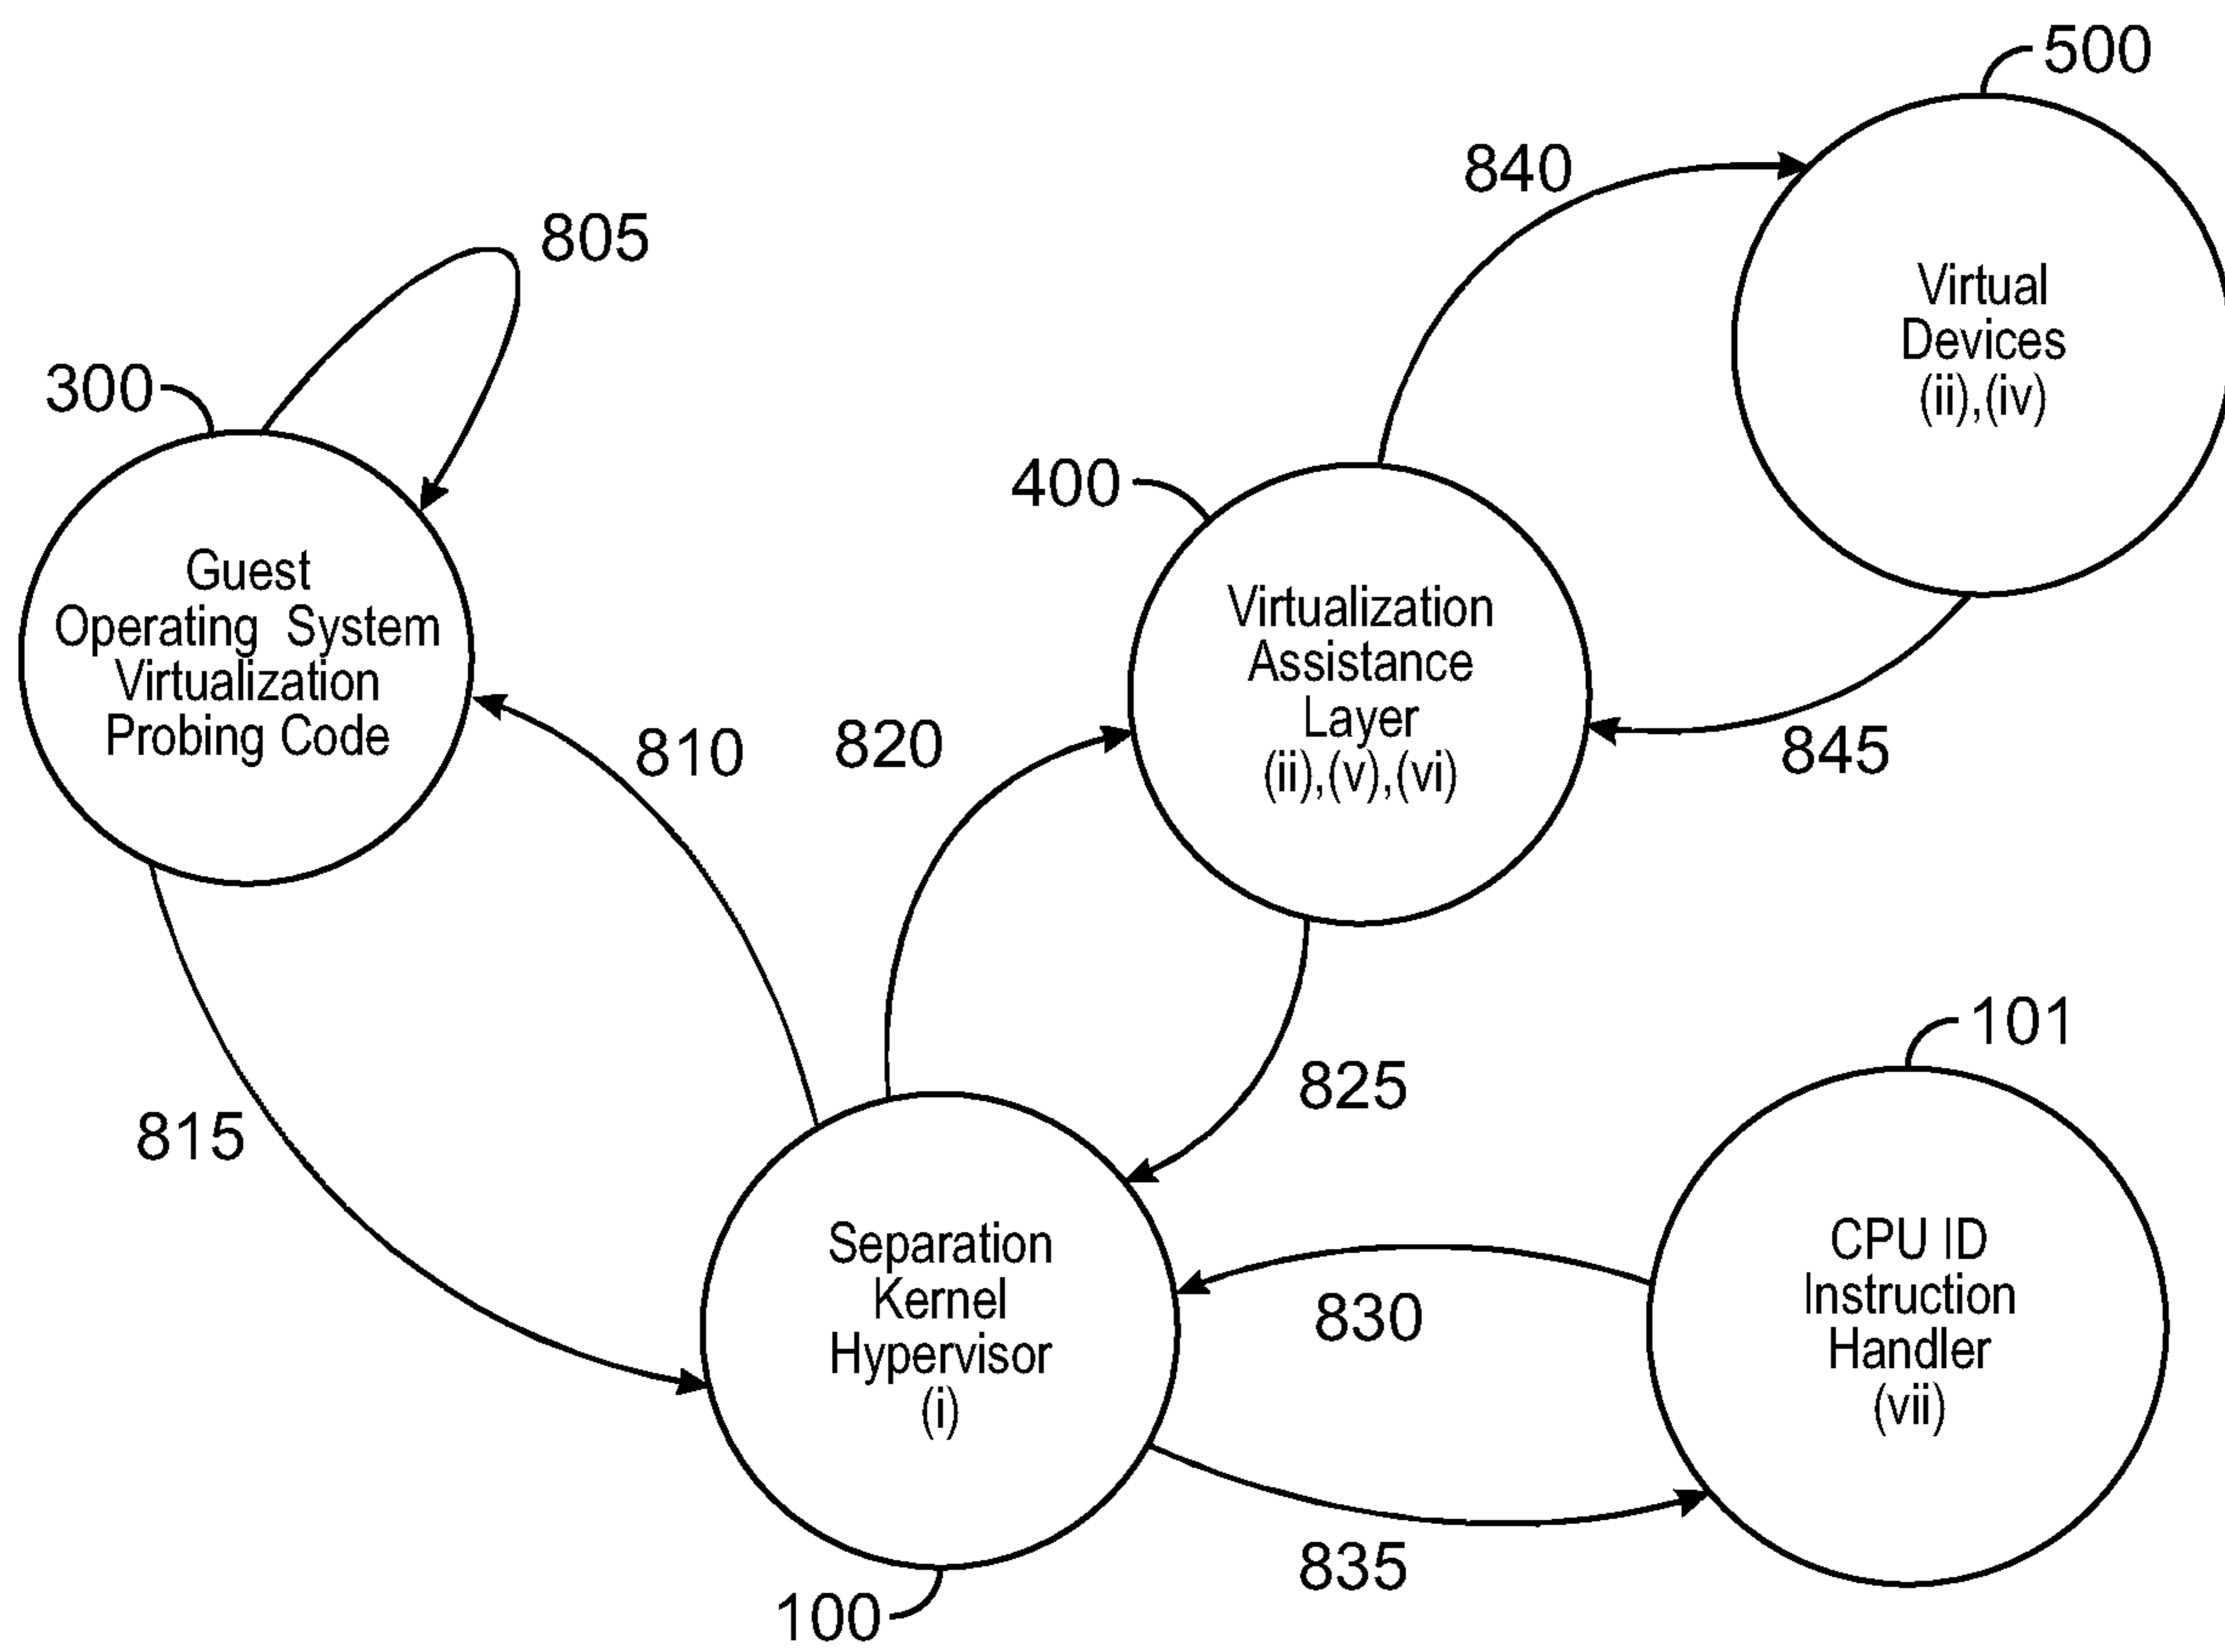 500
840
805
Virtual
Devices
(ii),(iv)
300
400
Guest
Operating System
Virtualization
Probing Code
Virtualization
Assistance
Layer
(ii),(v),(vi)
810
820
845
101
825
815
Separation
Kernel
Hypervisor
(i)
830
CPU ID
Instruction
Handler
(vii)
835
100